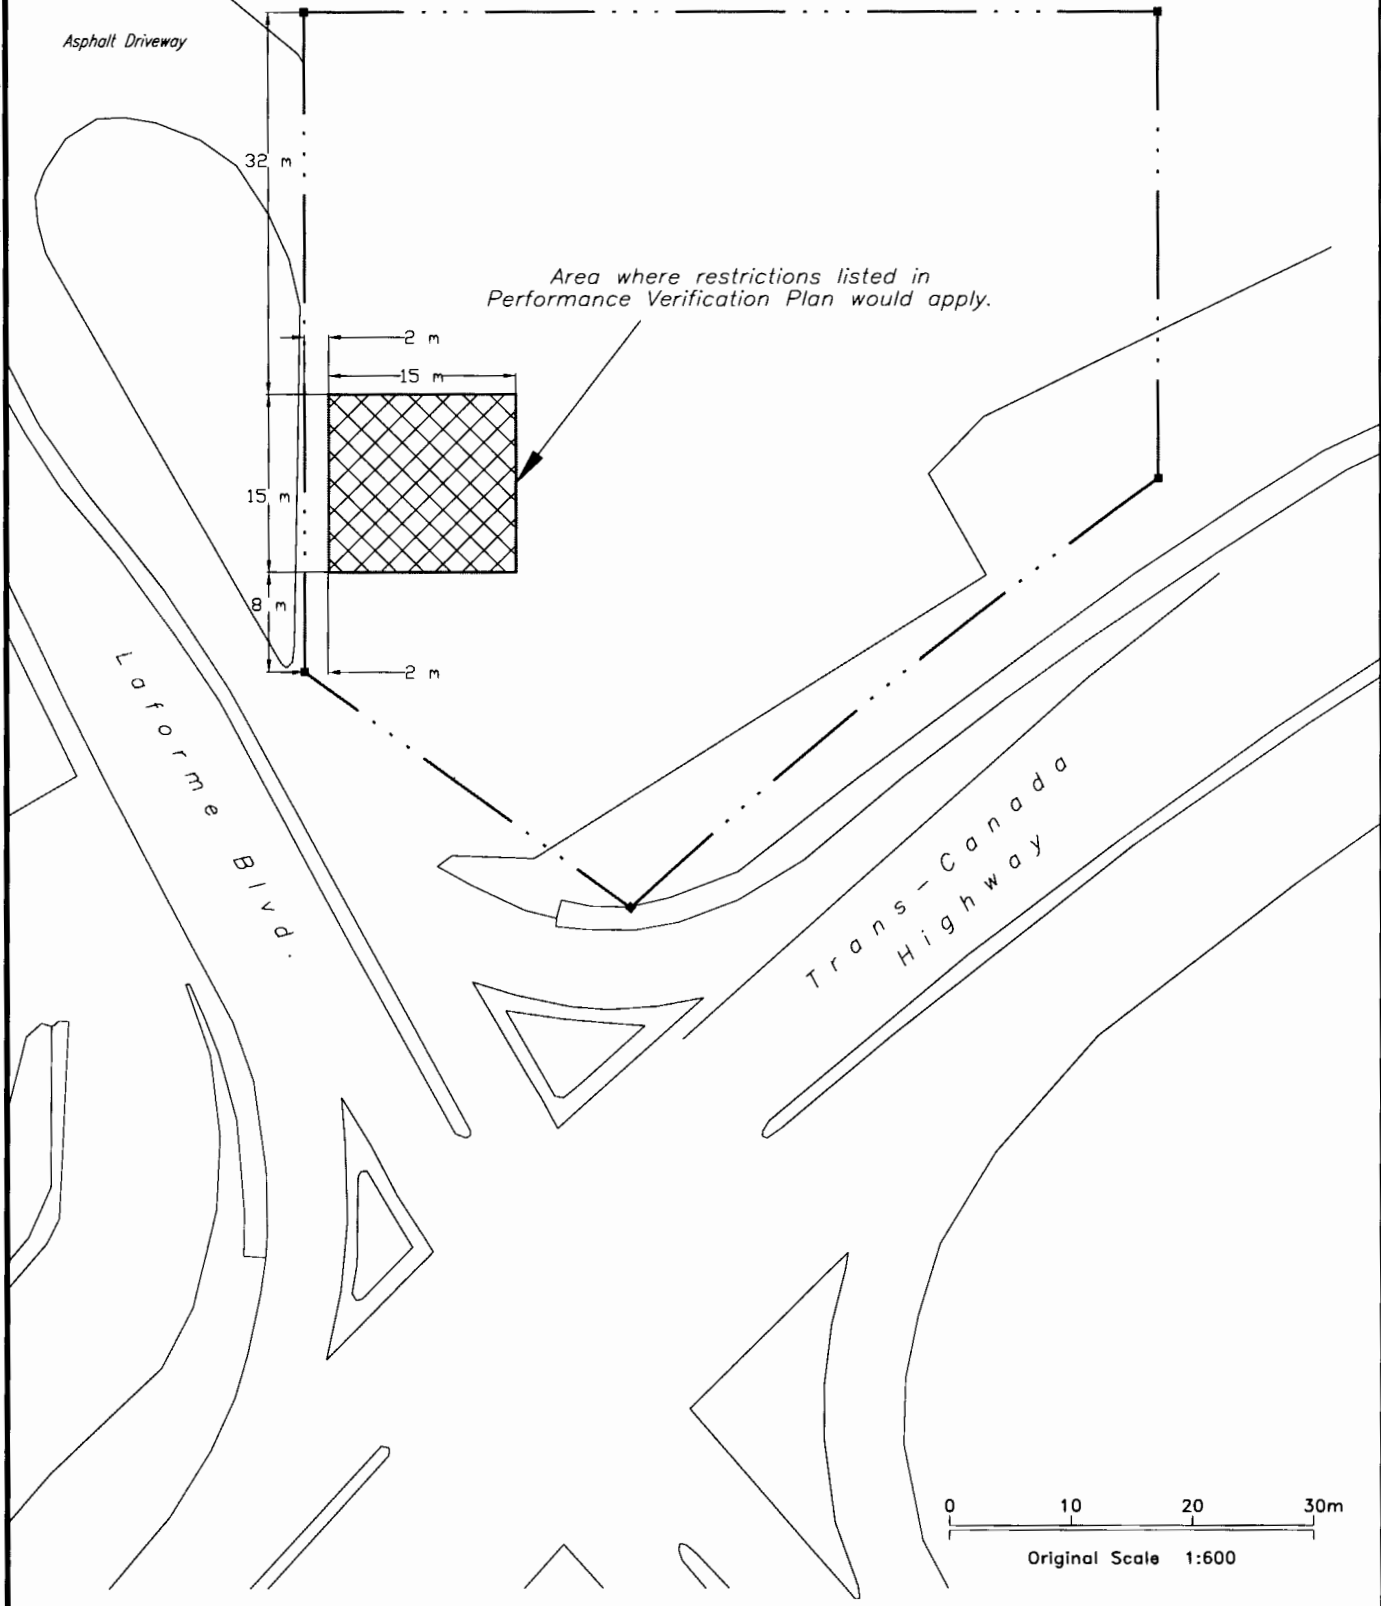 Asphalt Driveway
32 m
Area where restrictions listed in
Performance Verification Plan would apply.
2 m
15 m
15 m
8 m
2 m
Laforme Blvd.
Trans-Canada
Highway
0 10 20 30m
Original Scale 1:600